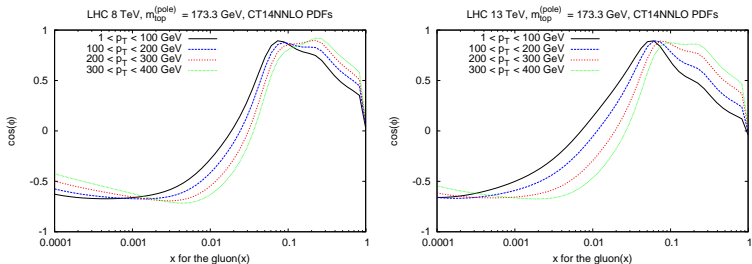 LHC 8 TeV, m_top^(pole) = 173.3 GeV, CT14NNLO PDFs
1 < p_T < 100 GeV
100 < p_T < 200 GeV
200 < p_T < 300 GeV
300 < p_T < 400 GeV
cos(ϕ)
1
0.5
0
-0.5
-1
0.0001 0.001 0.01 0.1 1
x for the gluon(x)
LHC 13 TeV, m_top^(pole) = 173.3 GeV, CT14NNLO PDFs
1 < p_T < 100 GeV
100 < p_T < 200 GeV
200 < p_T < 300 GeV
300 < p_T < 400 GeV
cos(ϕ)
1
0.5
0
-0.5
-1
0.0001 0.001 0.01 0.1 1
x for the gluon(x)